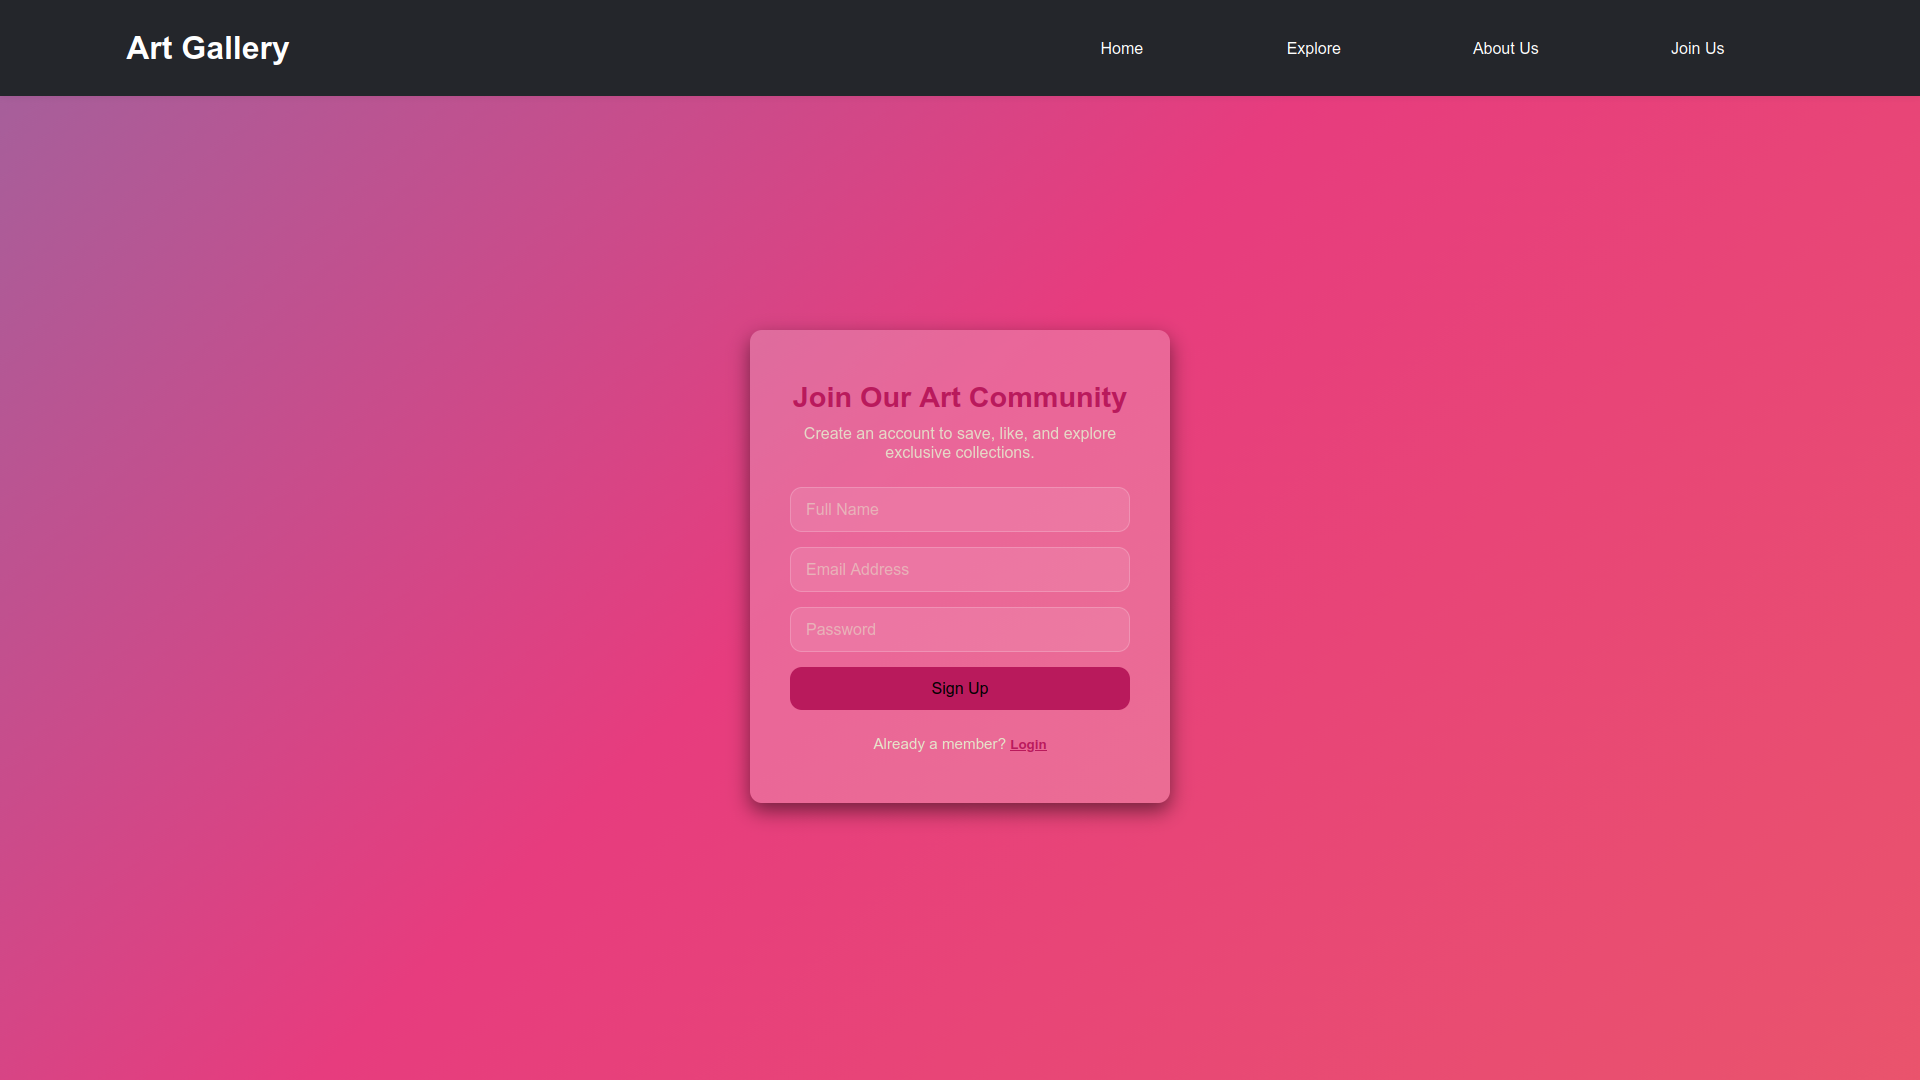 Art Gallery
Home
Explore
About Us
Join Us
Join Our Art Community
Create an account to save, like, and explore
exclusive collections.
Full Name
Email Address
Password
Sign Up
Already a member? Login